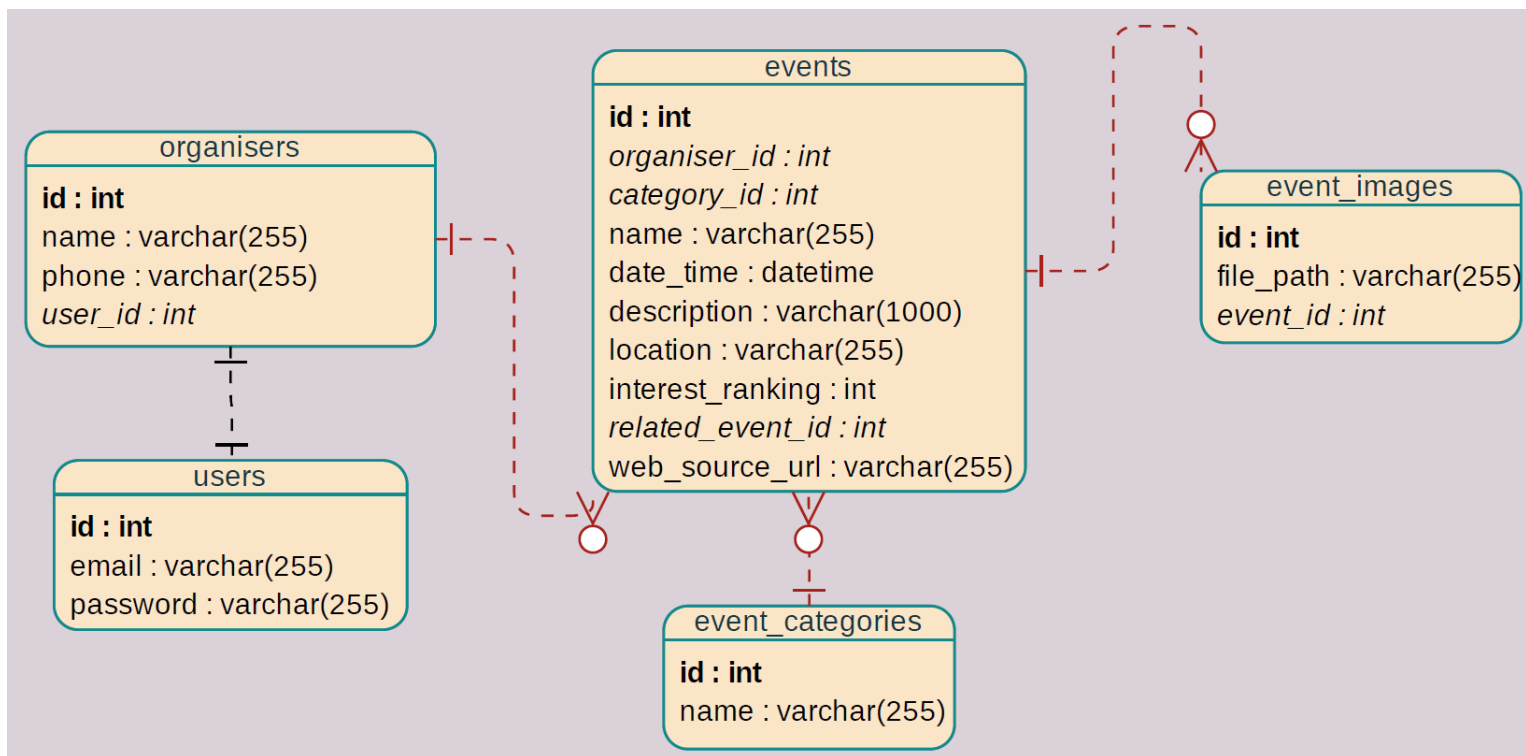 organisers
id : int
name : varchar(255)
phone : varchar(255)
user_id : int
users
id : int
email : varchar(255)
password : varchar(255)
events
id : int
organiser_id : int
category_id : int
name : varchar(255)
date_time : datetime
description : varchar(1000)
location : varchar(255)
interest_ranking : int
related_event_id : int
web_source_url : varchar(255)
event_categories
id : int
name : varchar(255)
event_images
id : int
file_path : varchar(255)
event_id : int